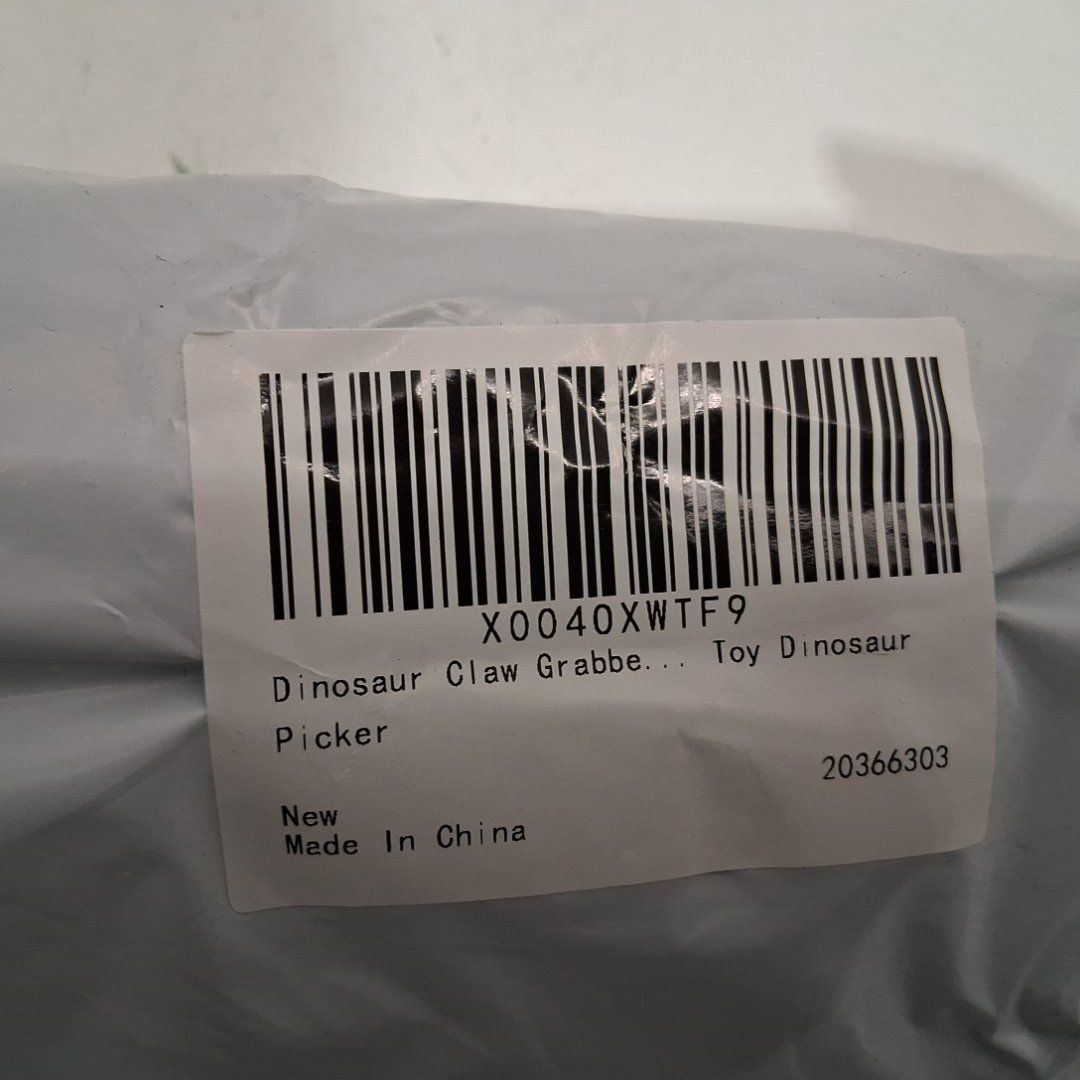 X0040XWTF9
Dinosaur Claw Grabbe... Toy Dinosaur
Picker
20366303
New
Made In China